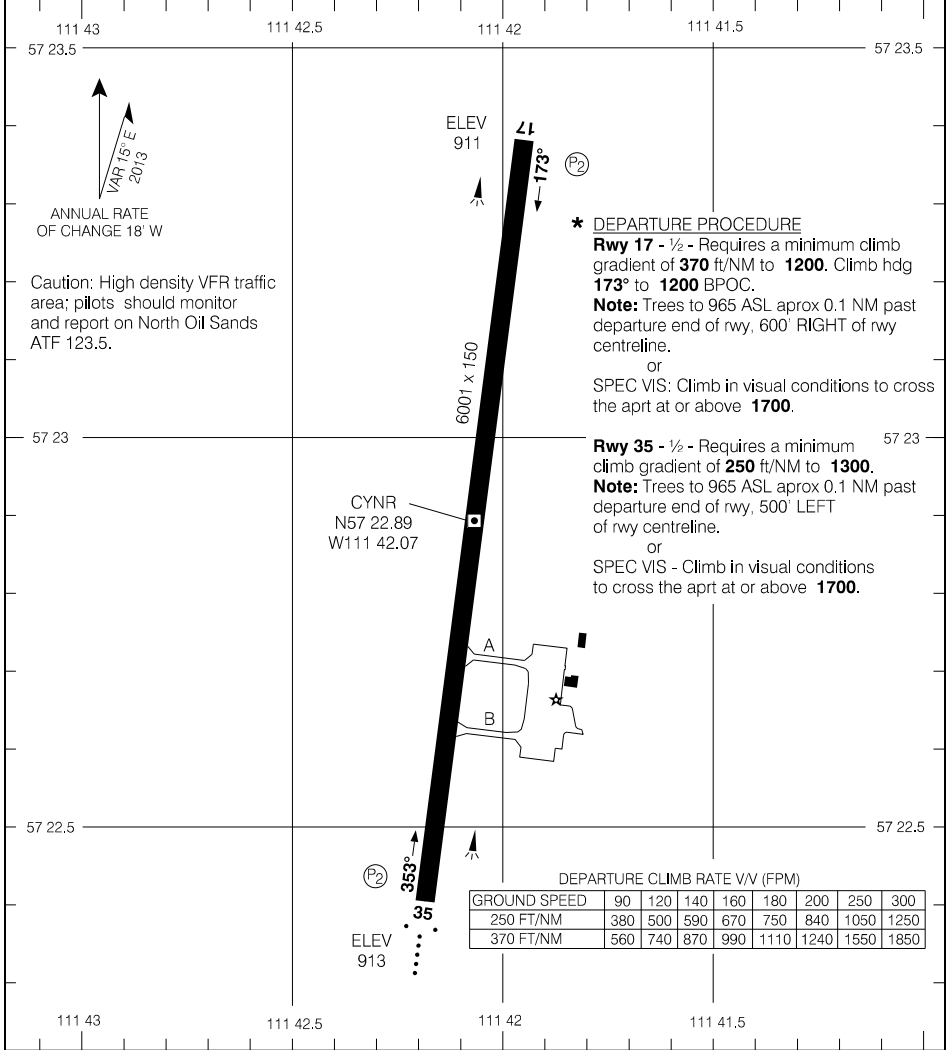 111 43 111 42.5 111 42 111 41.5
57 23.5 57 23.5
VAR 15° E
2013
ANNUAL RATE
OF CHANGE 18' W
Caution: High density VFR traffic
area; pilots should monitor
and report on North Oil Sands
ATF 123.5.
ELEV
911
17
173°
P2
* DEPARTURE PROCEDURE
Rwy 17 - ½ - Requires a minimum climb
gradient of 370 ft/NM to 1200. Climb hdg
173° to 1200 BPOC.
Note: Trees to 965 ASL aprox 0.1 NM past
departure end of rwy, 600' RIGHT of rwy
centreline.
or
SPEC VIS: Climb in visual conditions to cross
the aprt at or above 1700.
6001 x 150
57 23 57 23
Rwy 35 - ½ - Requires a minimum
climb gradient of 250 ft/NM to 1300.
Note: Trees to 965 ASL aprox 0.1 NM past
departure end of rwy, 500' LEFT
of rwy centreline.
or
SPEC VIS - Climb in visual conditions
to cross the aprt at or above 1700.
CYNR
N57 22.89
W111 42.07
A
B
57 22.5 57 22.5
P2
353°
35
ELEV
913
DEPARTURE CLIMB RATE V/V (FPM)
GROUND SPEED 90 120 140 160 180 200 250 300
250 FT/NM 380 500 590 670 750 840 1050 1250
370 FT/NM 560 740 870 990 1110 1240 1550 1850
111 43 111 42.5 111 42 111 41.5